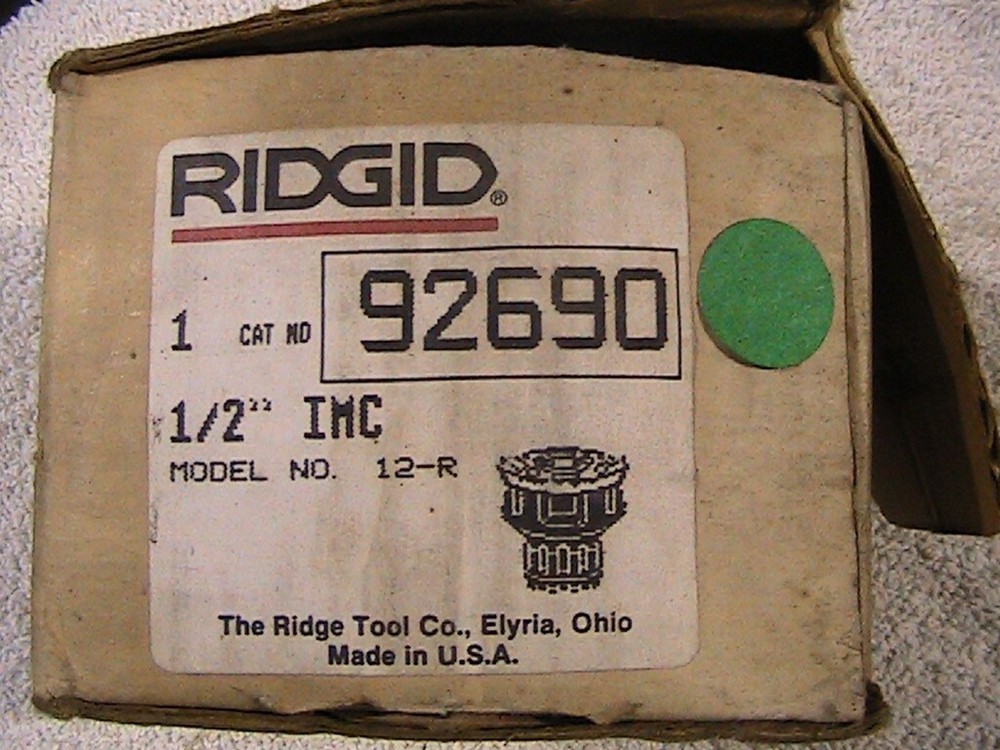 RIDGID®
1 CAT NO 92690
1/2" IMC
MODEL NO. 12-R
The Ridge Tool Co., Elyria, Ohio
Made in U.S.A.